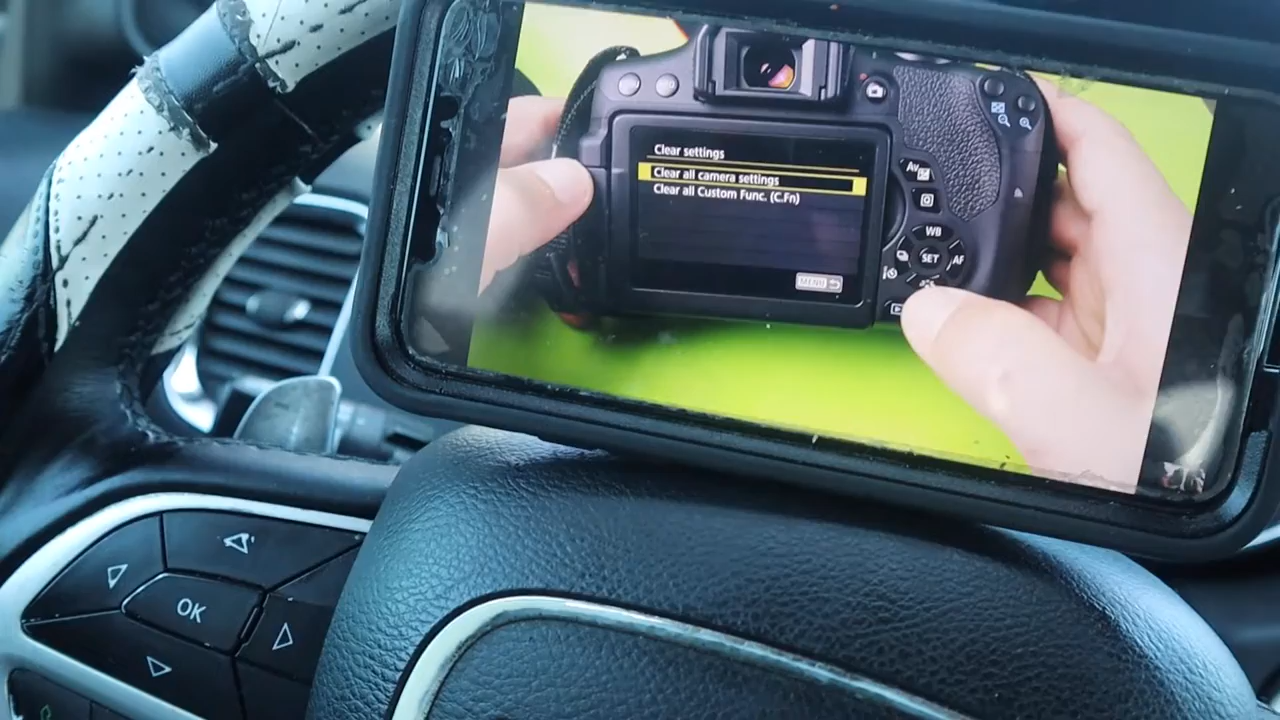 Clear settings
Clear all camera settings
Clear all Custom Func. (C.Fn)
MENU
Av
WB
SET
AF
OK